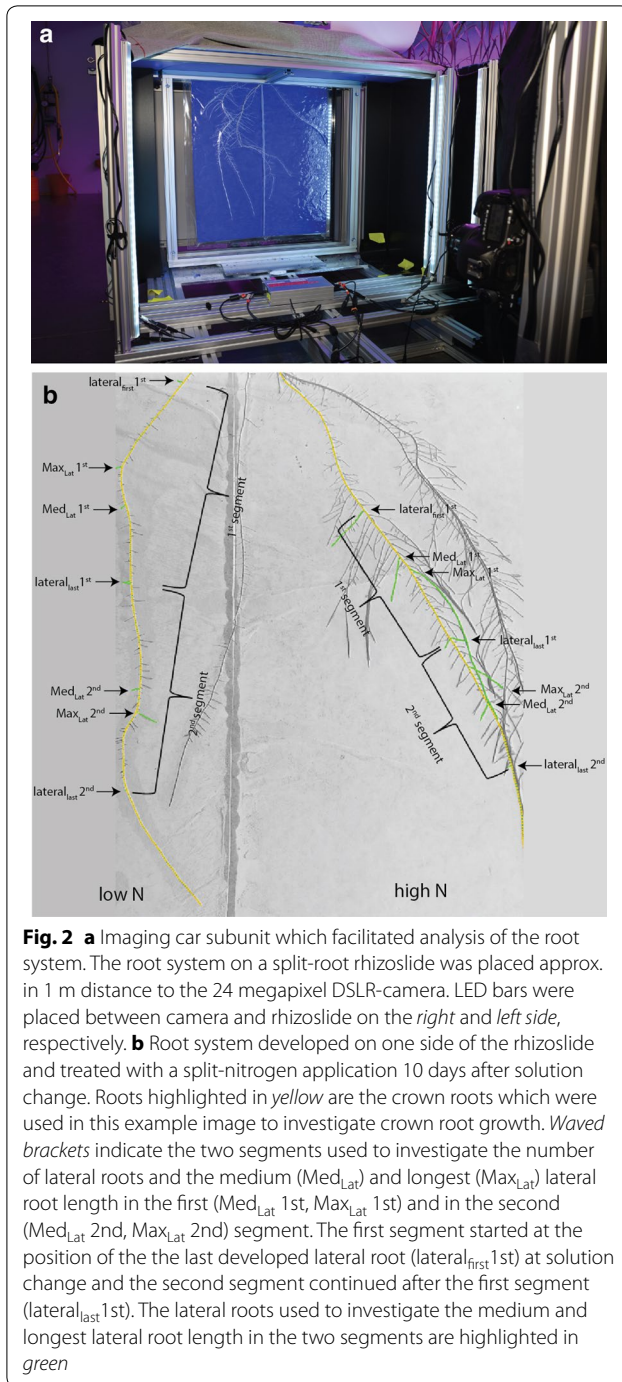 a
b
lateral_first 1st
Max_Lat 1st
Med_Lat 1st
lateral_last 1st
Med_Lat 2nd
Max_Lat 2nd
lateral_last 2nd
1st segment
2nd segment
low N
lateral_first 1st
Med_Lat 1st
Max_Lat 1st
lateral_last 1st
Max_Lat 2nd
Med_Lat 2nd
lateral_last 2nd
1st segment
2nd segment
high N
Fig. 2 a Imaging car subunit which facilitated analysis of the root
system. The root system on a split-root rhizoslide was placed approx.
in 1 m distance to the 24 megapixel DSLR-camera. LED bars were
placed between camera and rhizoslide on the right and left side,
respectively. b Root system developed on one side of the rhizoslide
and treated with a split-nitrogen application 10 days after solution
change. Roots highlighted in yellow are the crown roots which were
used in this example image to investigate crown root growth. Waved
brackets indicate the two segments used to investigate the number
of lateral roots and the medium (Med_Lat) and longest (Max_Lat) lateral
root length in the first (Med_Lat 1st, Max_Lat 1st) and in the second
(Med_Lat 2nd, Max_Lat 2nd) segment. The first segment started at the
position of the the last developed lateral root (lateral_first 1st) at solution
change and the second segment continued after the first segment
(lateral_last 1st). The lateral roots used to investigate the medium and
longest lateral root length in the two segments are highlighted in
green